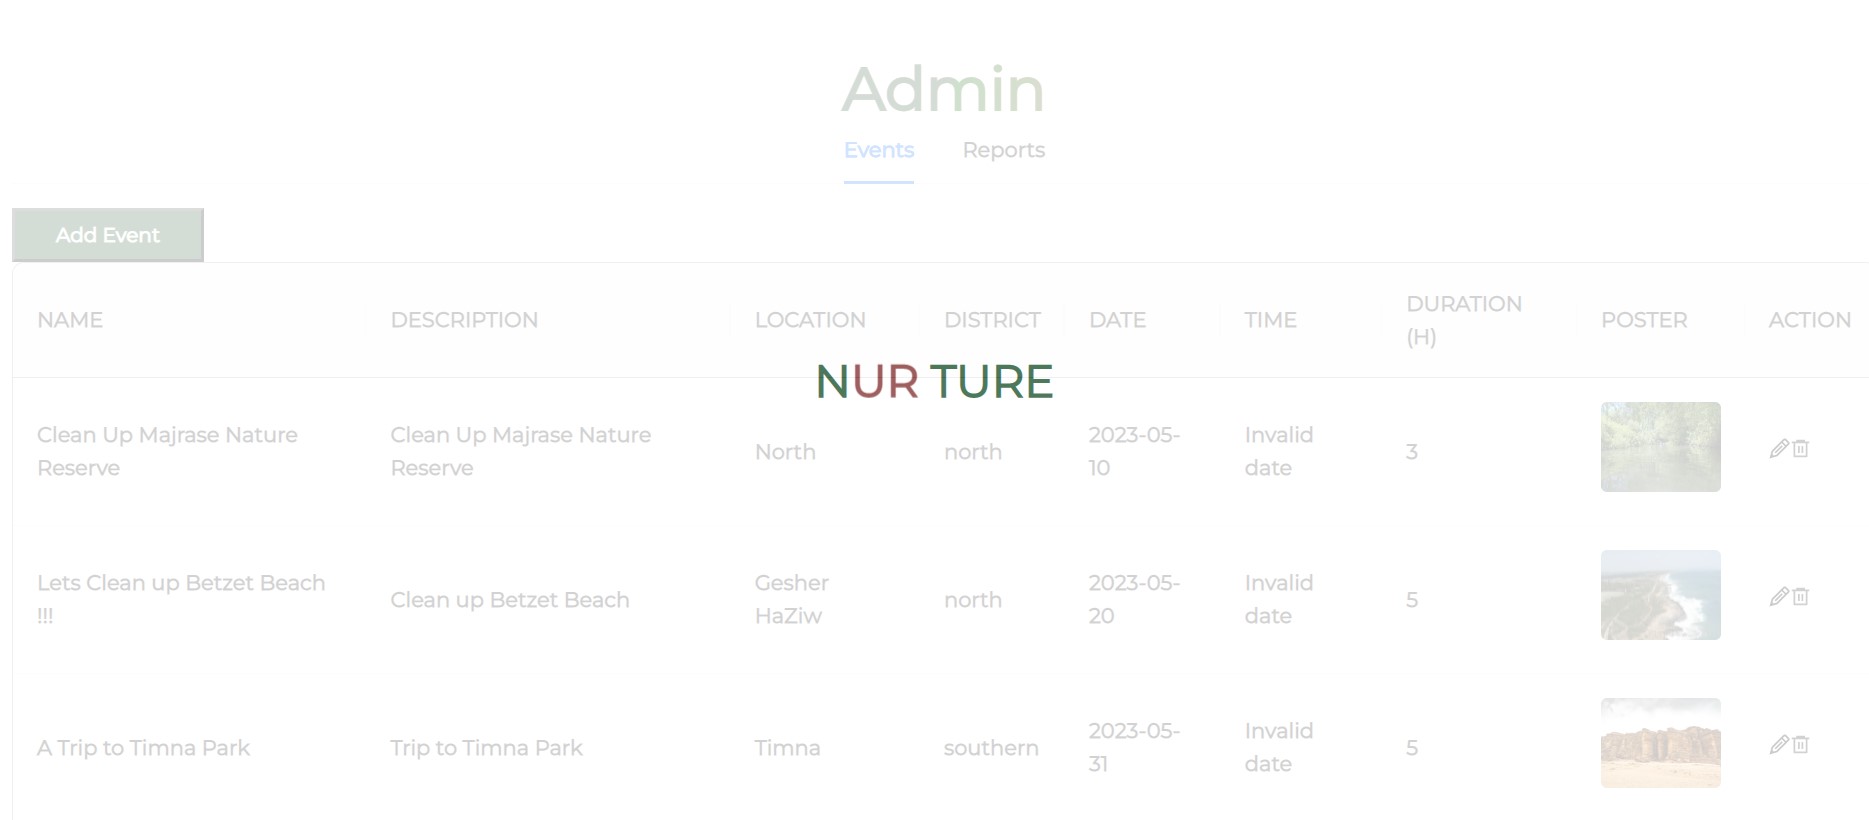 Admin
Events Reports
Add Event
NAME DESCRIPTION LOCATION DISTRICT DATE TIME DURATION (H) POSTER ACTION
NUR TURE
Clean Up Majrase Nature Reserve Clean Up Majrase Nature Reserve North north 2023-05-10 Invalid date 3
Lets Clean up Betzet Beach !!! Clean up Betzet Beach Gesher HaZiw north 2023-05-20 Invalid date 5
A Trip to Timna Park Trip to Timna Park Timna southern 2023-05-31 Invalid date 5